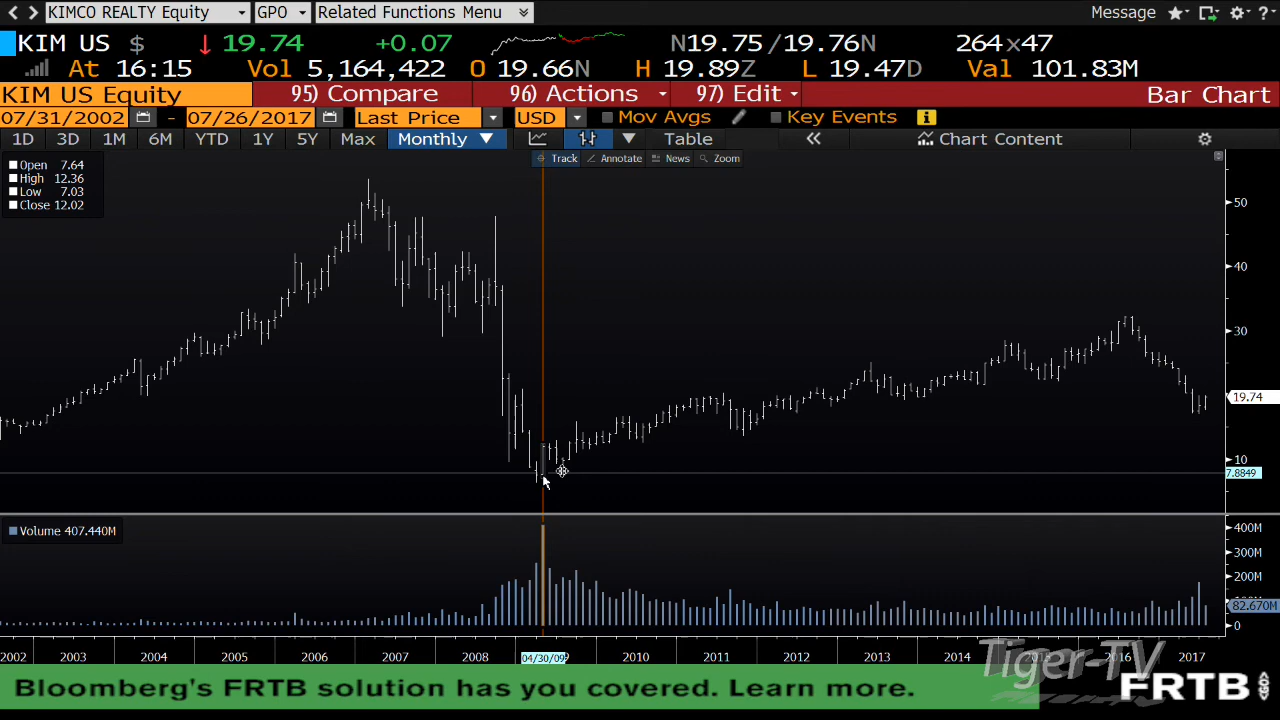 KIMCO REALTY Equity GPO Related Functions Menu Message ?
KIM US $ 19.74 +0.07 N19.75 /19.76N 264x47
At 16:15 Vol 5,164,422 O 19.66N H 19.89Z L 19.47D Val 101.83M
KIM US Equity 95) Compare 96) Actions 97) Edit Bar Chart
07/31/2002 - 07/26/2017 Last Price USD Mov Avgs Key Events
1D 3D 1M 6M YTD 1Y 5Y Max Monthly Table Chart Content
Track Annotate News Zoom
Open 7.64
High 12.36
Low 7.03
Close 12.02
50
40
30
19.74
10
7.8849
Volume 407.440M
400M
300M
200M
82.670M
0
2002 2003 2004 2005 2006 2007 2008 04/30/09 2010 2011 2012 2013 2014 2015 2016 2017
Tiger-TV
Bloomberg's FRTB solution has you covered. Learn more.
FRTB <GO>